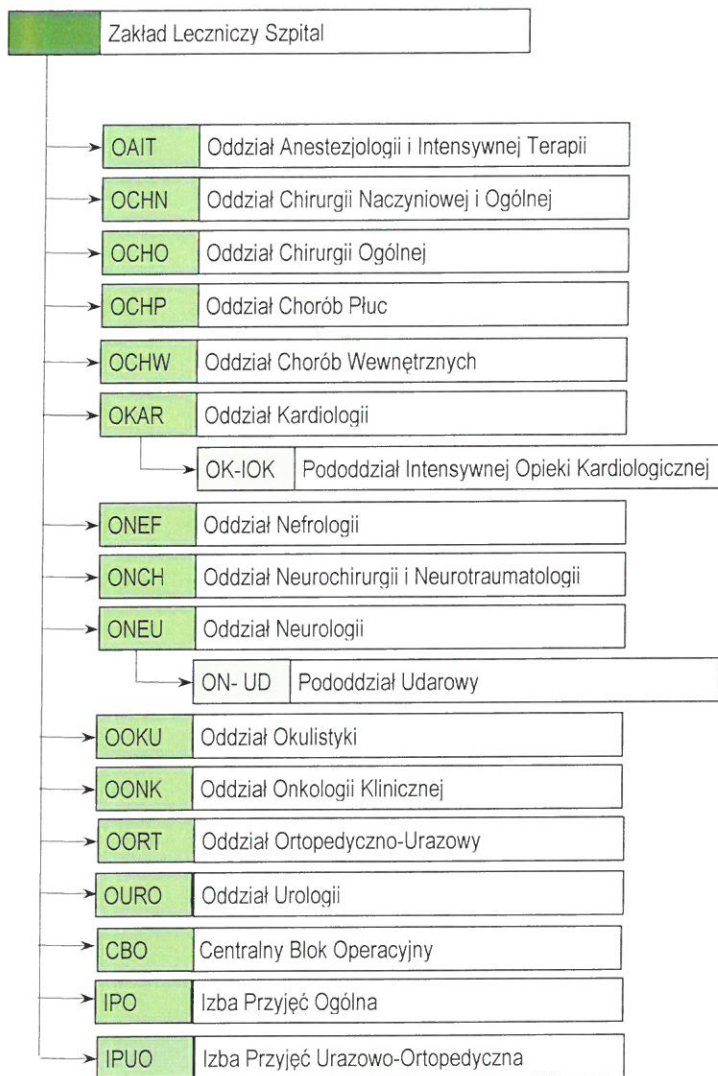 Zakład Leczniczy Szpital
OAIT Oddział Anestezjologii i Intensywnej Terapii
OCHN Oddział Chirurgii Naczyniowej i Ogólnej
OCHO Oddział Chirurgii Ogólnej
OCHP Oddział Chorób Płuc
OCHW Oddział Chorób Wewnętrznych
OKAR Oddział Kardiologii
OK-IOK Pododdział Intensywnej Opieki Kardiologicznej
ONEF Oddział Nefrologii
ONCH Oddział Neurochirurgii i Neurotraumatologii
ONEU Oddział Neurologii
ON- UD Pododdział Udarowy
OOKU Oddział Okulistyki
OONK Oddział Onkologii Klinicznej
OORT Oddział Ortopedyczno-Urazowy
OURO Oddział Urologii
CBO Centralny Blok Operacyjny
IPO Izba Przyjęć Ogólna
IPUO Izba Przyjęć Urazowo-Ortopedyczna